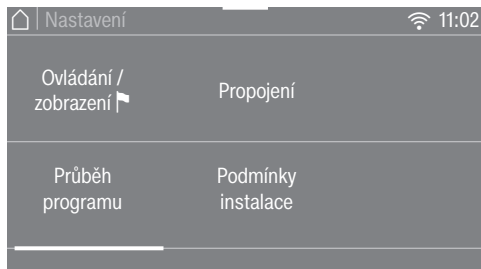 Nastavení 11:02
Ovládání /
zobrazení
Propojení
Průběh
programu
Podmínky
instalace